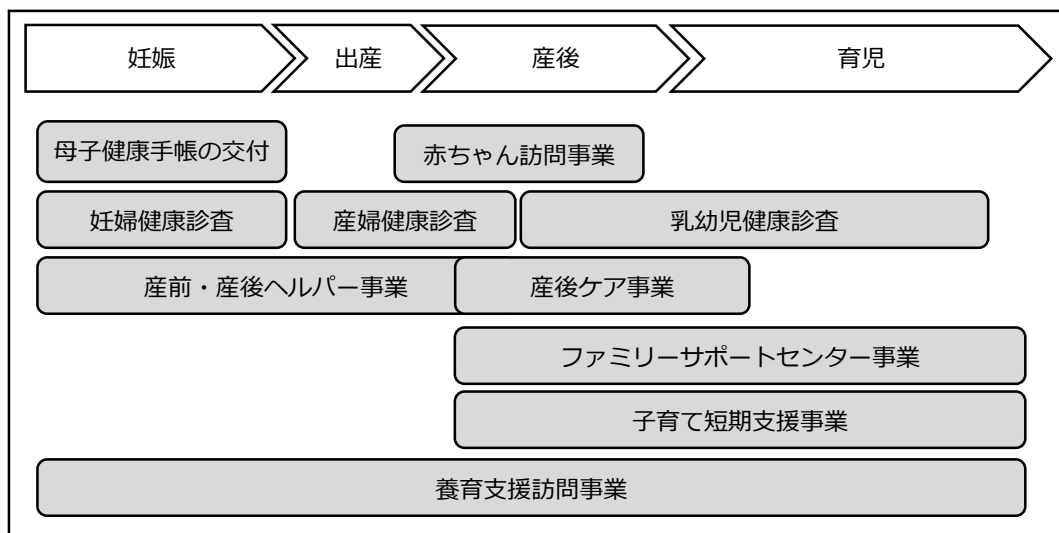 妊娠
出産
産後
育児
母子健康手帳の交付
赤ちゃん訪問事業
妊婦健康診査
産婦健康診査
乳幼児健康診査
産前・産後ヘルパー事業
産後ケア事業
ファミリーサポートセンター事業
子育て短期支援事業
養育支援訪問事業